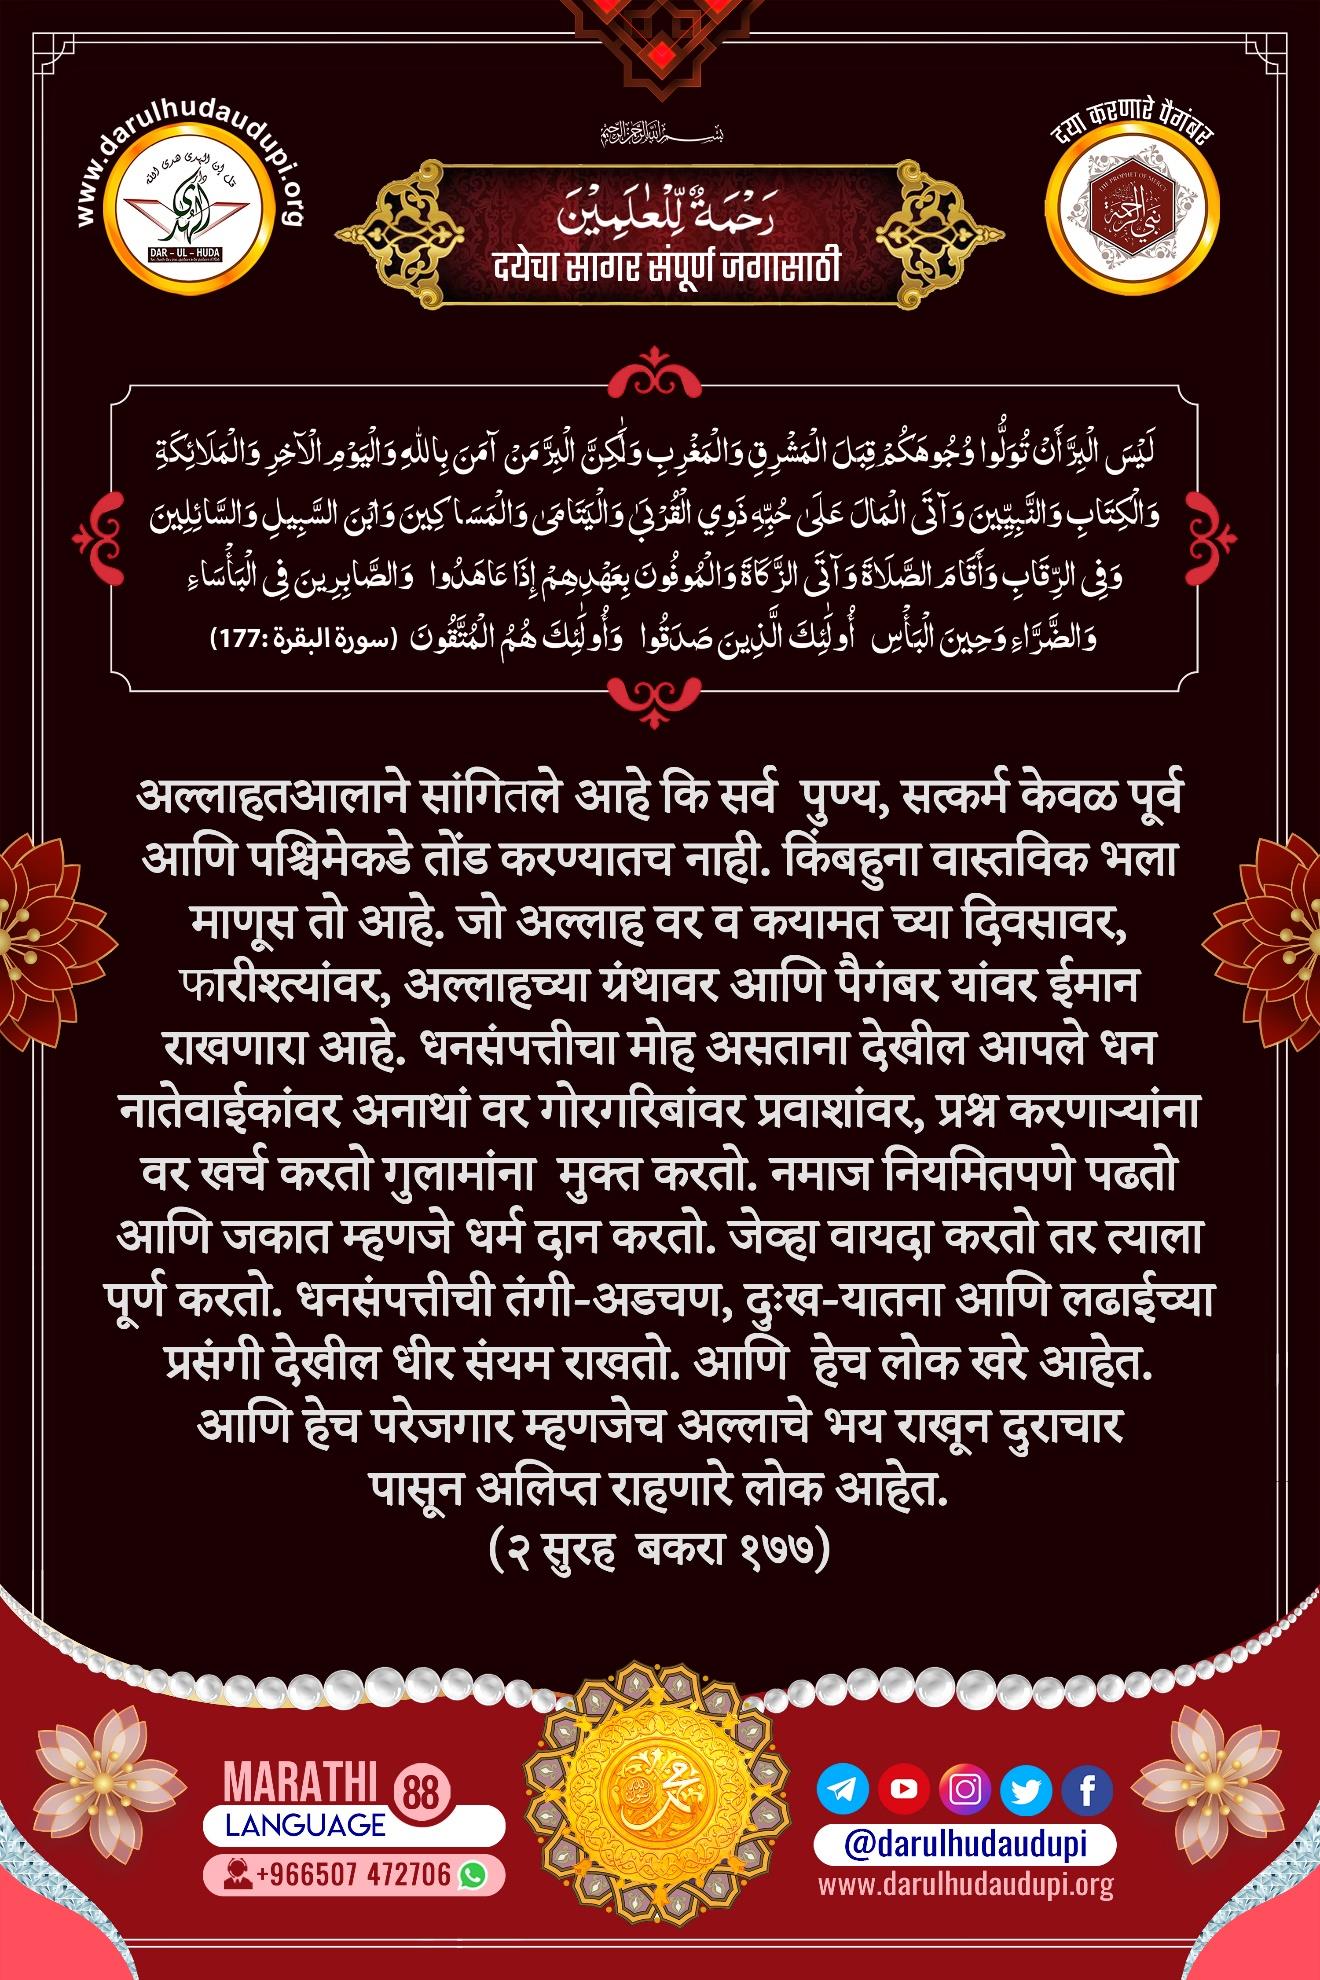 www.darulhudaudupi.org
قل إن الهدى هدى الله
دار الهدى
DAR - UL - HUDA
بسم الله الرحمن الرحيم
رَحْمَةً لِّلْعٰلَمِيْنَ
दयेचा सागर संपूर्ण जगासाठी
दया करणारे पैगंबर
THE PROPHET OF MERCY
نبي الرحمة
لَيْسَ الْبِرَّ أَنْ تُوَلُّوا وُجُوهَكُمْ قِبَلَ الْمَشْرِقِ وَالْمَغْرِبِ وَلَٰكِنَّ الْبِرَّ مَنْ آمَنَ بِاللَّهِ وَالْيَوْمِ الْآخِرِ وَالْمَلَائِكَةِ
وَالْكِتَابِ وَالنَّبِيِّينَ وَآتَى الْمَالَ عَلَىٰ حُبِّهِ ذَوِي الْقُرْبَىٰ وَالْيَتَامَىٰ وَالْمَسَاكِينَ وَابْنَ السَّبِيلِ وَالسَّائِلِينَ
وَفِي الرِّقَابِ وَأَقَامَ الصَّلَاةَ وَآتَى الزَّكَاةَ وَالْمُوفُونَ بِعَهْدِهِمْ إِذَا عَاهَدُوا وَالصَّابِرِينَ فِي الْبَأْسَاءِ
وَالضَّرَّاءِ وَحِينَ الْبَأْسِ أُولَٰئِكَ الَّذِينَ صَدَقُوا وَأُولَٰئِكَ هُمُ الْمُتَّقُونَ (سورة البقرة :177)
अल्लाहतआलाने सांगितले आहे कि सर्व पुण्य, सत्कर्म केवळ पूर्व
आणि पश्चिमेकडे तोंड करण्यातच नाही. किंबहुना वास्तविक भला
माणूस तो आहे. जो अल्लाह वर व कयामत च्या दिवसावर,
फारीश्त्यांवर, अल्लाहच्या ग्रंथावर आणि पैगंबर यांवर ईमान
राखणारा आहे. धनसंपत्तीचा मोह असताना देखील आपले धन
नातेवाईकांवर अनाथां वर गोरगरिबांवर प्रवाशांवर, प्रश्न करणाऱ्यांना
वर खर्च करतो गुलामांना मुक्त करतो. नमाज नियमितपणे पढतो
आणि जकात म्हणजे धर्म दान करतो. जेव्हा वायदा करतो तर त्याला
पूर्ण करतो. धनसंपत्तीची तंगी-अडचण, दुःख-यातना आणि लढाईच्या
प्रसंगी देखील धीर संयम राखतो. आणि हेच लोक खरे आहेत.
आणि हेच परेजगार म्हणजेच अल्लाचे भय राखून दुराचार
पासून अलिप्त राहणारे लोक आहेत.
(२ सुरह बकरा १७७)
MARATHI 88
LANGUAGE
+966507 472706
محمد
@darulhudaudupi
www.darulhudaudupi.org